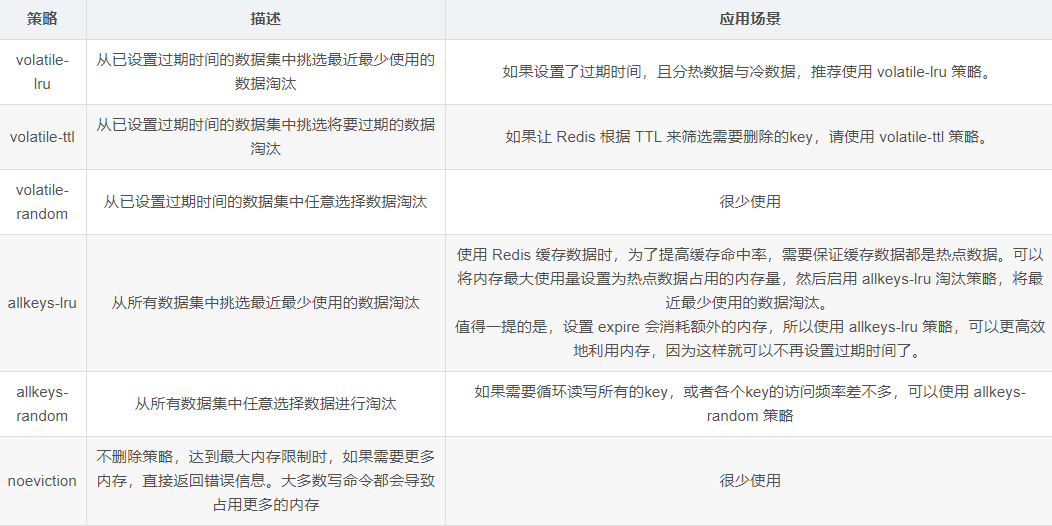 策略 描述 应用场景
volatile-
lru
从已设置过期时间的数据集中挑选最近最少使用的
数据淘汰
如果设置了过期时间，且分热数据与冷数据，推荐使用 volatile-lru 策略。
volatile-ttl
从已设置过期时间的数据集中挑选将要过期的数据
淘汰
如果让 Redis 根据 TTL 来筛选需要删除的key，请使用 volatile-ttl 策略。
volatile-
random
从已设置过期时间的数据集中任意选择数据淘汰
很少使用
allkeys-lru
从所有数据集中挑选最近最少使用的数据淘汰
使用 Redis 缓存数据时，为了提高缓存命中率，需要保证缓存数据都是热点数据。可以
将内存最大使用量设置为热点数据占用的内存量，然后启用 allkeys-lru 淘汰策略，将最
近最少使用的数据淘汰。
值得一提的是，设置 expire 会消耗额外的内存，所以使用 allkeys-lru 策略，可以更高效
地利用内存，因为这样就可以不再设置过期时间了。
allkeys-
random
从所有数据集中任意选择数据进行淘汰
如果需要循环读写所有的key，或者各个key的访问频率差不多，可以使用 allkeys-
random 策略
noeviction
不删除策略，达到最大内存限制时，如果需要更多
内存，直接返回错误信息。大多数写命令都会导致
占用更多的内存
很少使用